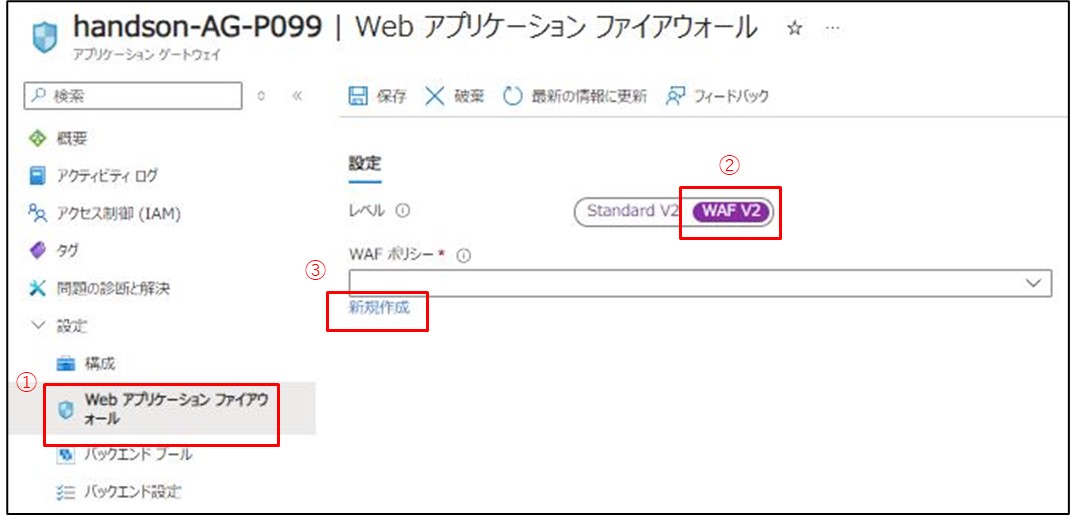 handson-AG-P099 | Web アプリケーション ファイアウォール ☆ …
アプリケーション ゲートウェイ
検索
保存 破棄 最新の情報に更新 フィードバック
概要
アクティビティ ログ
アクセス制御 (IAM)
タグ
問題の診断と解決
設定
構成
①
Web アプリケーション ファイアウ
ォール
バックエンド プール
バックエンド設定
設定
②
レベル Standard V2 WAF V2
WAF ポリシー *
③
新規作成